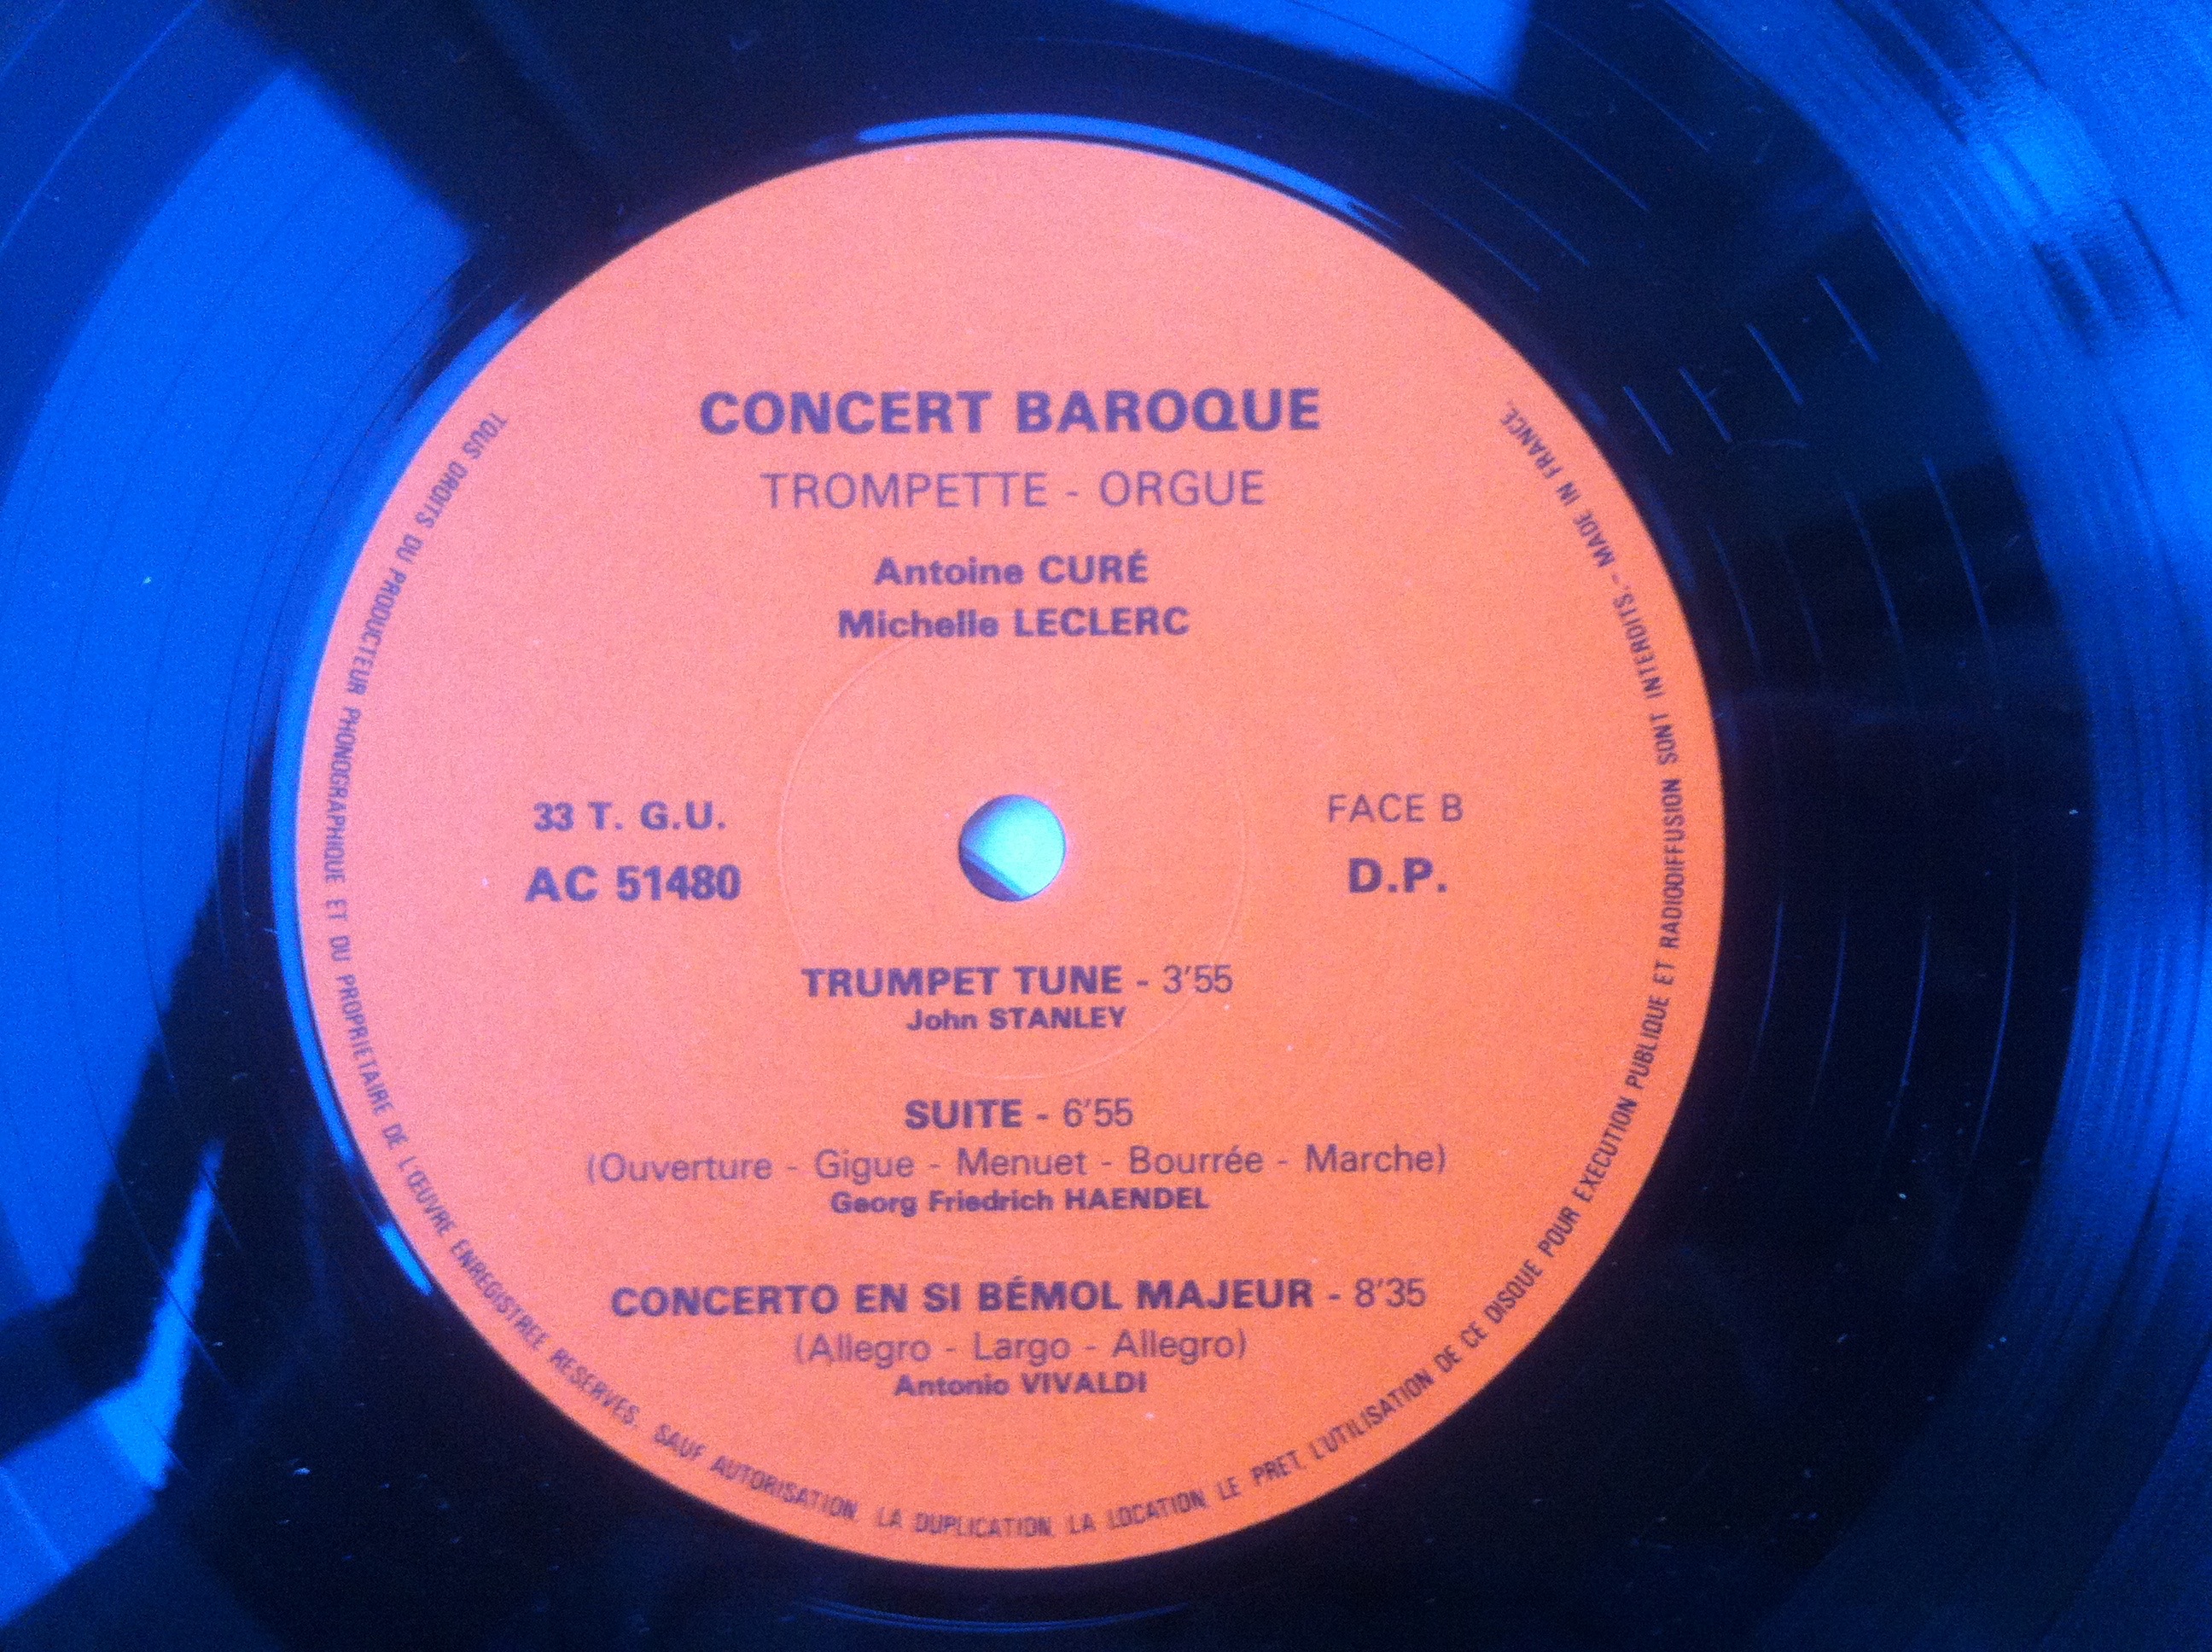 CONCERT BAROQUE
TROMPETTE - ORGUE
Antoine CURÉ
Michelle LECLERC
33 T. G.U.
AC 51480
FACE B
D.P.
TRUMPET TUNE - 3'55
John STANLEY
SUITE - 6'55
(Ouverture - Gigue - Menuet - Bourrée - Marche)
Georg Friedrich HAENDEL
CONCERTO EN SI BÉMOL MAJEUR - 8'35
(Allegro - Largo - Allegro)
Antonio VIVALDI
TOUS DROITS DU PRODUCTEUR PHONOGRAPHIQUE ET DU PROPRIETAIRE DE L'ŒUVRE ENREGISTREE RESERVES. SAUF AUTORISATION, LA DUPLICATION, LA LOCATION, LE PRET, L'UTILISATION DE CE DISQUE POUR EXECUTION PUBLIQUE ET RADIODIFFUSION SONT INTERDITS. - MADE IN FRANCE.